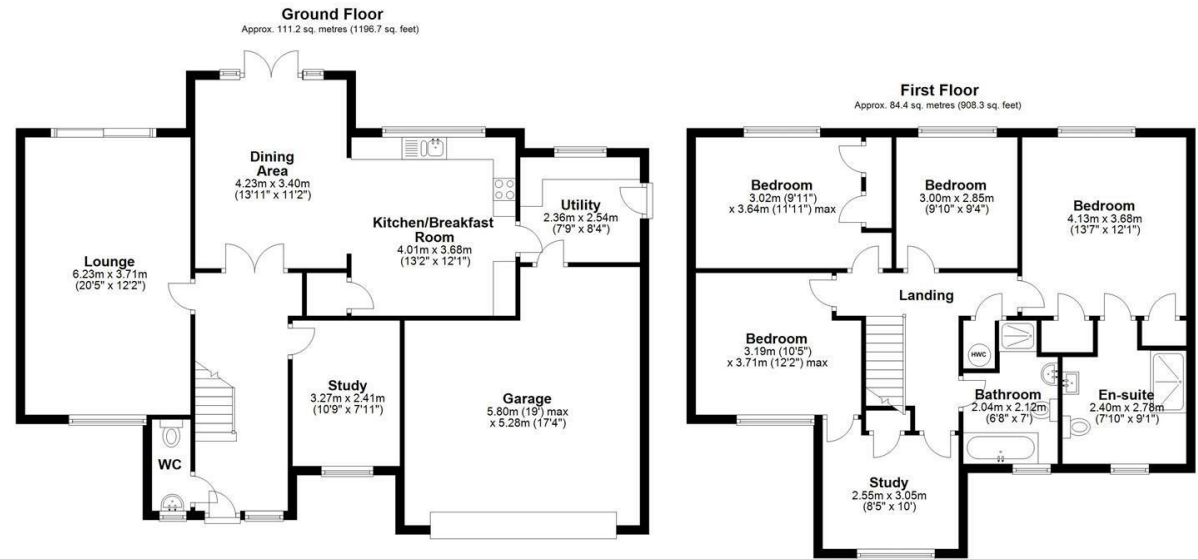 Ground Floor
Approx. 111.2 sq. metres (1196.7 sq. feet)
Dining
Area
4.23m x 3.40m
(13'11" x 11'2")
Kitchen/Breakfast
Room
4.01m x 3.68m
(13'2" x 12'1")
Utility
2.36m x 2.54m
(7'9" x 8'4")
Lounge
6.23m x 3.71m
(20'5" x 12'2")
Study
3.27m x 2.41m
(10'9" x 7'11")
Garage
5.80m (19') max
x 5.28m (17'4")
WC
First Floor
Approx. 84.4 sq. metres (908.3 sq. feet)
Bedroom
3.02m (9'11")
x 3.64m (11'11") max
Bedroom
3.00m x 2.85m
(9'10" x 9'4")
Bedroom
4.13m x 3.68m
(13'7" x 12'1")
Landing
Bedroom
3.19m (10'5")
x 3.71m (12'2") max
HWC
Bathroom
2.04m x 2.12m
(6'8" x 7')
En-suite
2.40m x 2.78m
(7'10" x 9'1")
Study
2.55m x 3.05m
(8'5" x 10')